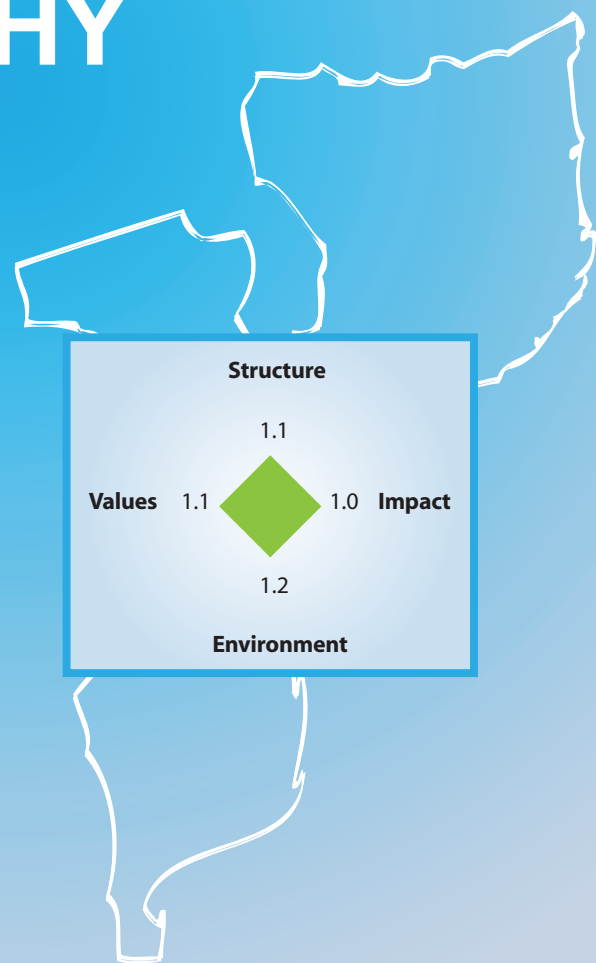 HY
Structure
1.1
Values 1.1 1.0 Impact
1.2
Environment